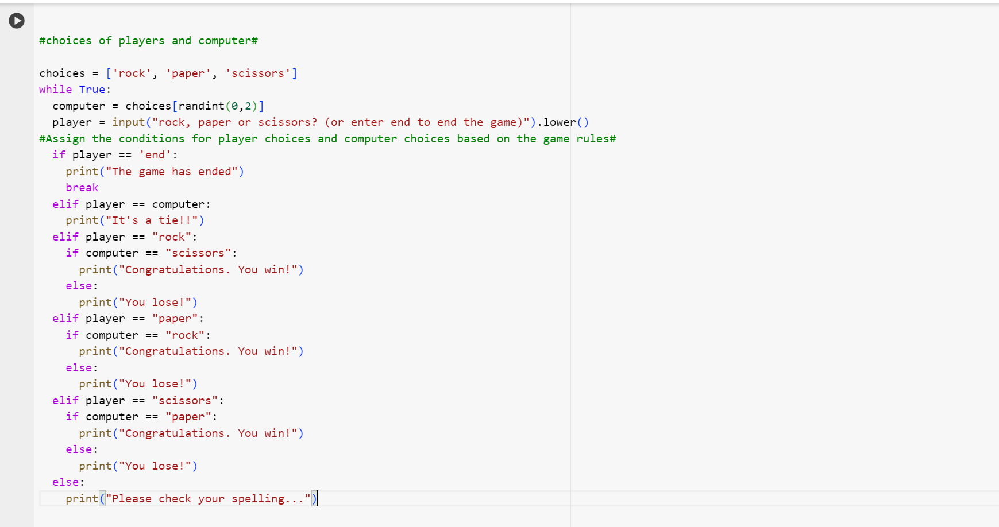 #choices of players and computer#
choices = ['rock', 'paper', 'scissors']
while True:
  computer = choices[randint(0,2)]
  player = input("rock, paper or scissors? (or enter end to end the game)").lower()
#Assign the conditions for player choices and computer choices based on the game rules#
  if player == 'end':
    print("The game has ended")
    break
  elif player == computer:
    print("It's a tie!!")
  elif player == "rock":
    if computer == "scissors":
      print("Congratulations. You win!")
    else:
      print("You lose!")
  elif player == "paper":
    if computer == "rock":
      print("Congratulations. You win!")
    else:
      print("You lose!")
  elif player == "scissors":
    if computer == "paper":
      print("Congratulations. You win!")
    else:
      print("You lose!")
  else:
    print("Please check your spelling...")